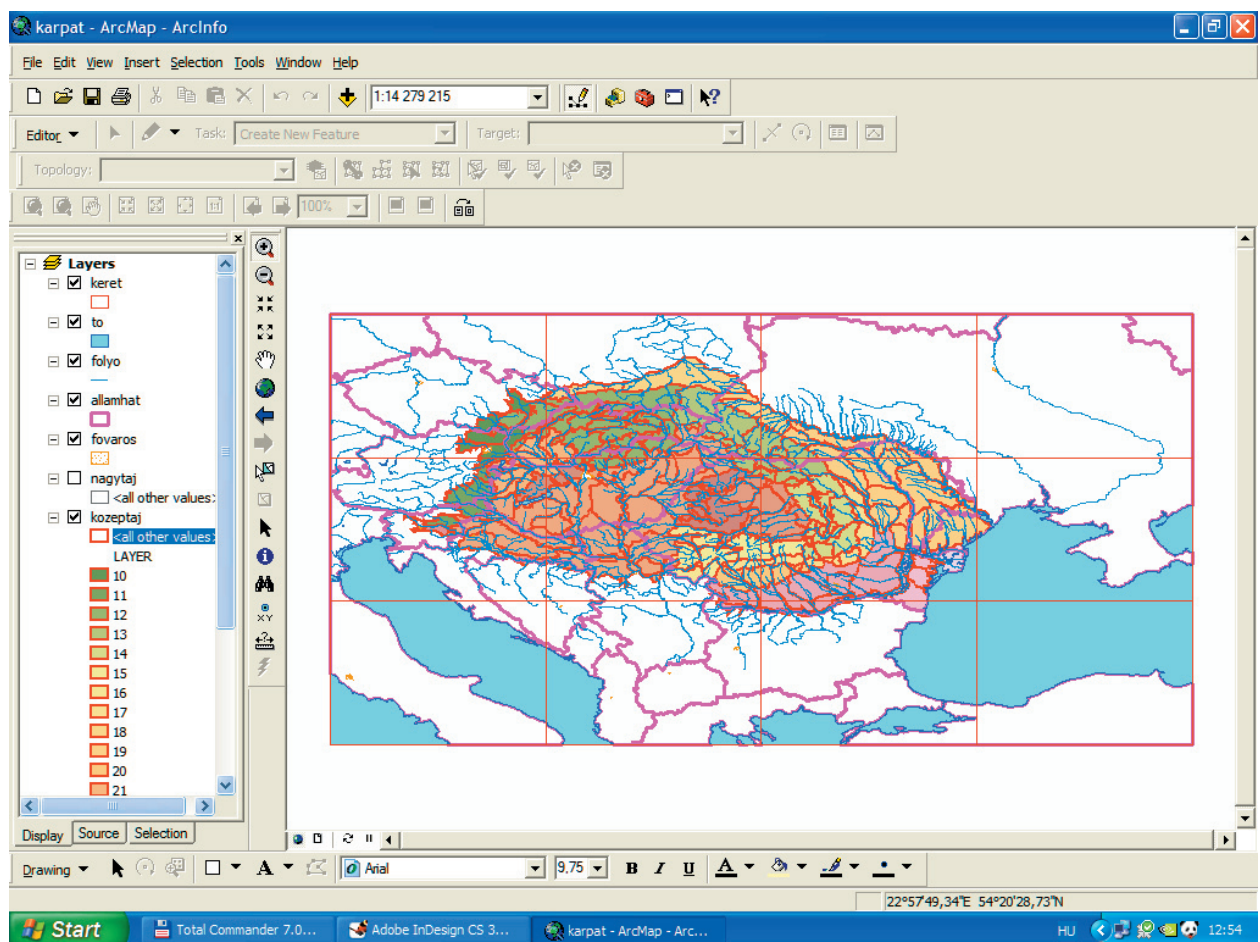 karpat - ArcMap - ArcInfo
File Edit View Insert Selection Tools Window Help
1:14 279 215
Editor Task: Create New Feature Target:
Topology:
100% 1:1
Layers
keret
to
folyo
allamhat
fovaros
nagytaj
<all other values>
kozeptaj
<all other values>
LAYER
10
11
12
13
14
15
16
17
18
19
20
21
XY
Display Source Selection
Drawing A Arial 9,75 B I U A
22°57'49,34"E 54°20'28,73"N
Start Total Commander 7.0... Adobe InDesign CS 3... karpat - ArcMap - Arc... HU 12:54